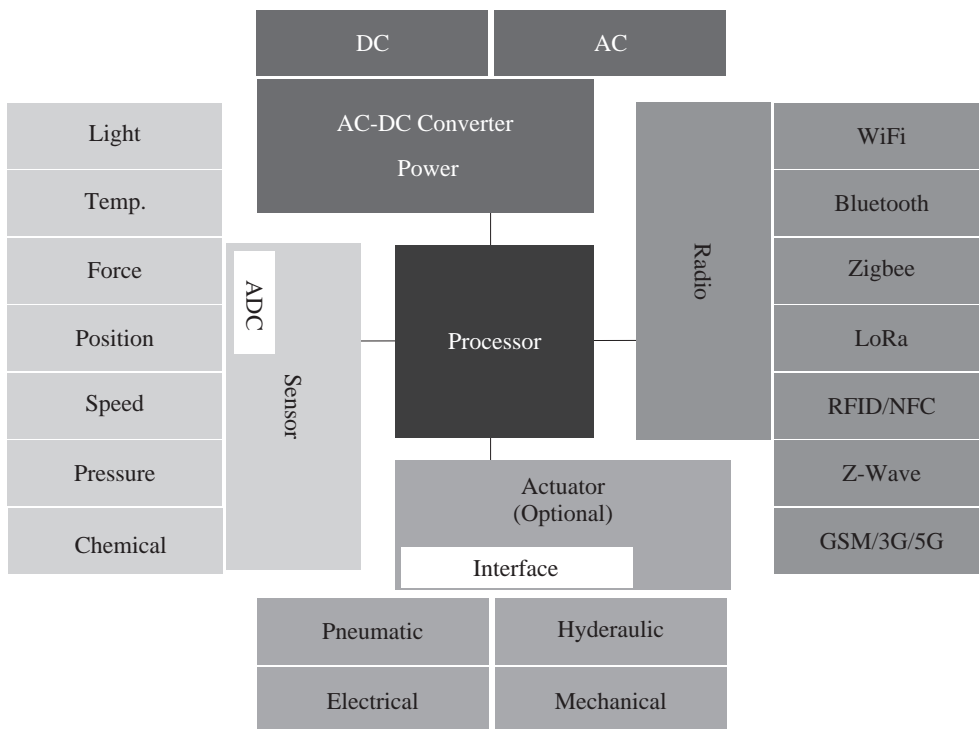 DC
AC
AC-DC Converter
Power
Light
Temp.
Force
Position
Speed
Pressure
Chemical
ADC
Sensor
Processor
Radio
WiFi
Bluetooth
Zigbee
LoRa
RFID/NFC
Z-Wave
GSM/3G/5G
Actuator
(Optional)
Interface
Pneumatic
Hyderaulic
Electrical
Mechanical